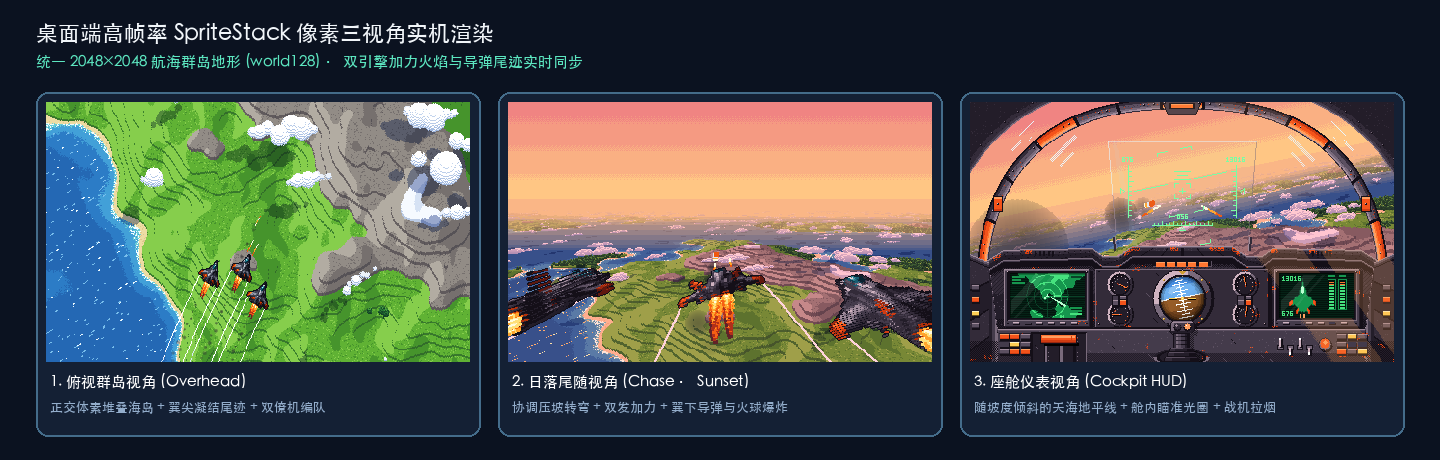 桌面端高帧率 SpriteStack 像素三视角实机渲染
统一 2048×2048 航海群岛地形 (world128) · 双引擎加力火焰与导弹尾迹实时同步
1. 俯视群岛视角 (Overhead)
正交体素堆叠海岛 + 翼尖凝结尾迹 + 双僚机编队
2. 日落尾随视角 (Chase · Sunset)
协调压坡转弯 + 双发加力 + 翼下导弹与火球爆炸
056
19016
676
3. 座舱仪表视角 (Cockpit HUD)
随坡度倾斜的天海地平线 + 舱内瞄准光圈 + 战机拉烟